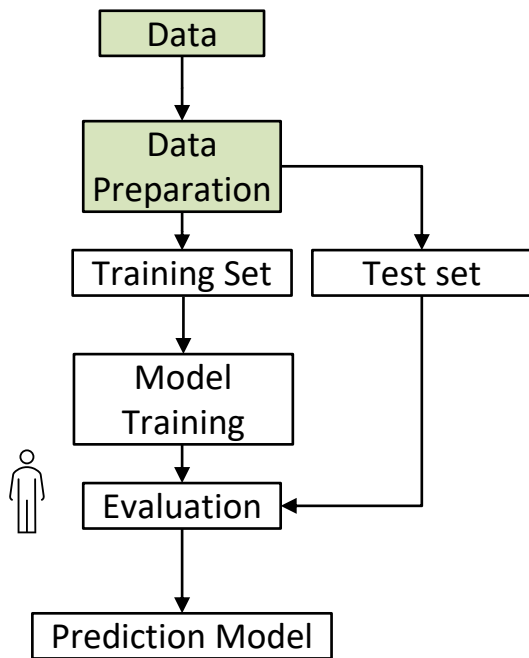 Data
Data
Preparation
Training Set
Test set
Model
Training
Evaluation
Prediction Model